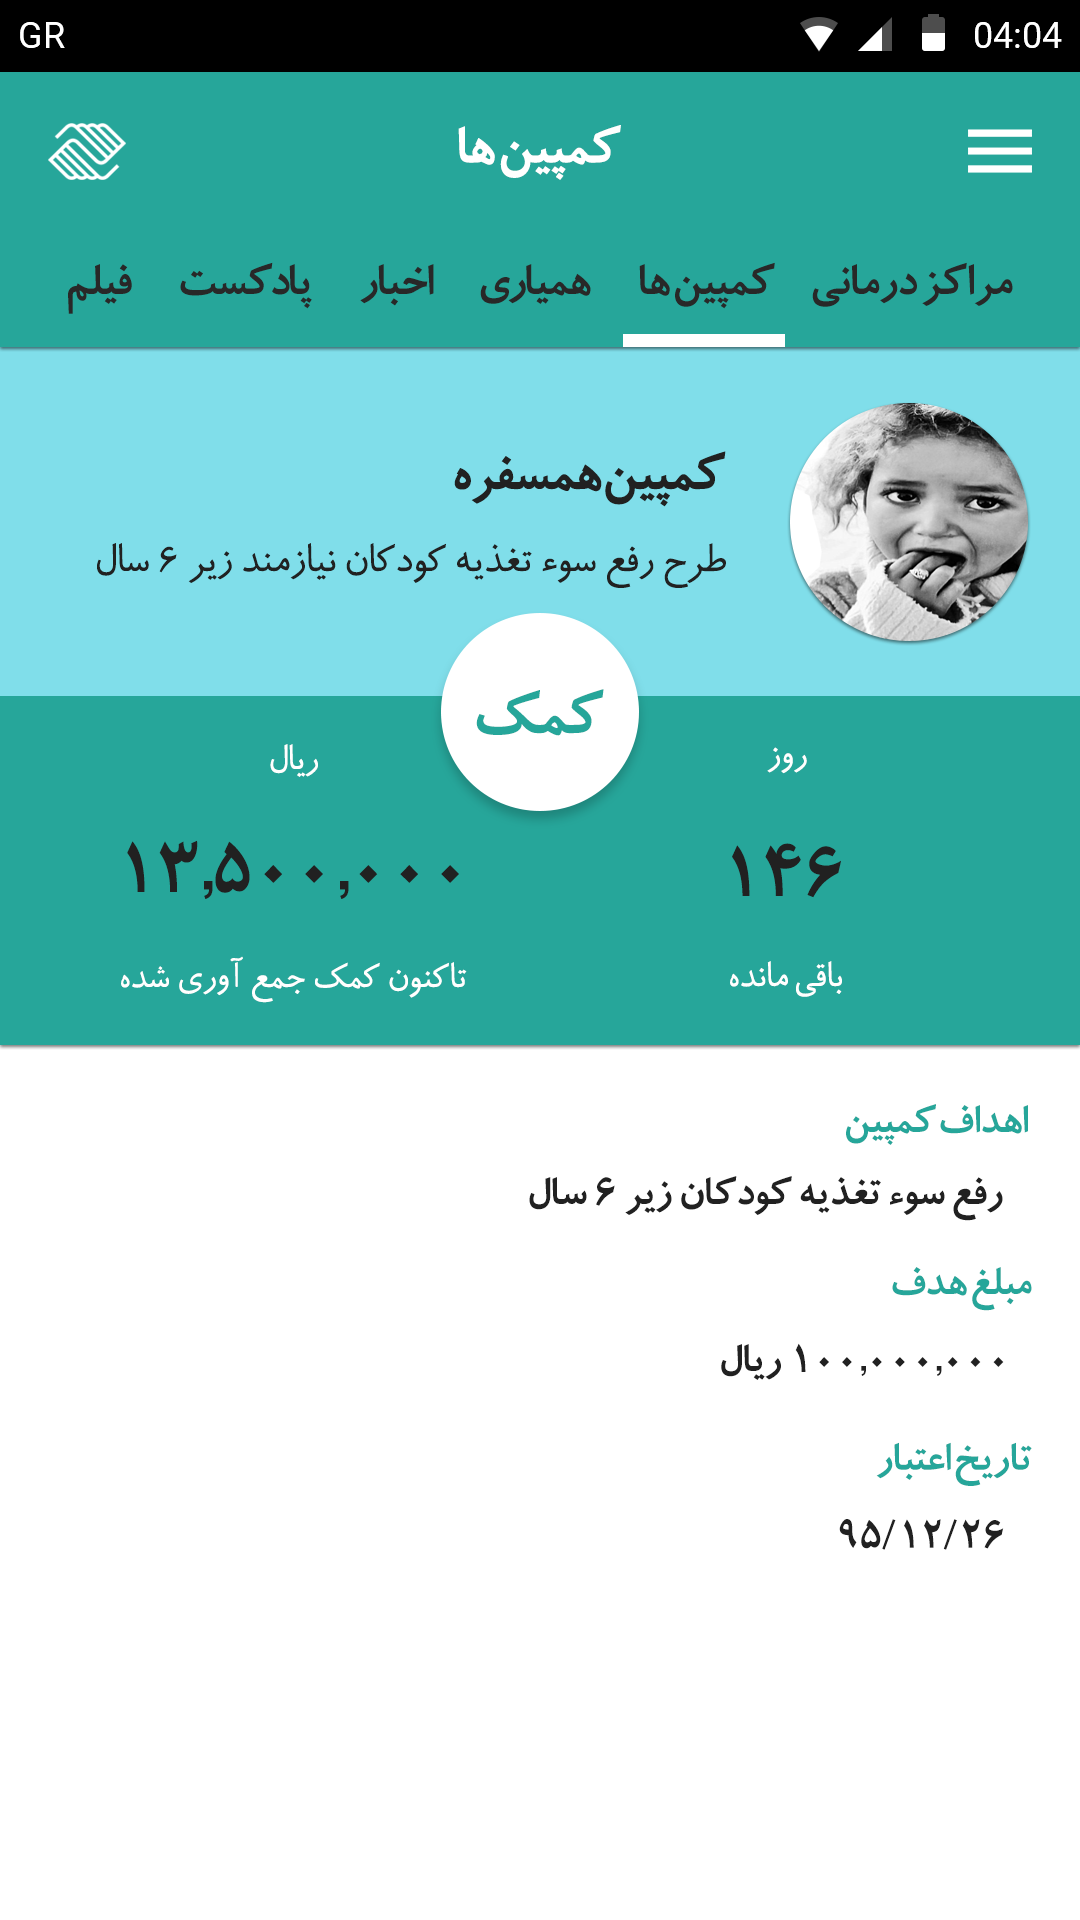 GR 04:04
کمپین‌ها
مراکز درمانی کمپین‌ها همیاری اخبار پادکست فیلم
کمپین همسفره
طرح رفع سوء تغذیه کودکان نیازمند زیر ۶ سال
کمک
روز
۱۴۶
باقی مانده
ریال
۱۳,۵۰۰,۰۰۰
تاکنون کمک جمع آوری شده
اهداف کمپین
رفع سوء تغذیه کودکان زیر ۶ سال
مبلغ هدف
۱۰۰,۰۰۰,۰۰۰ ریال
تاریخ اعتبار
۹۵/۱۲/۲۶